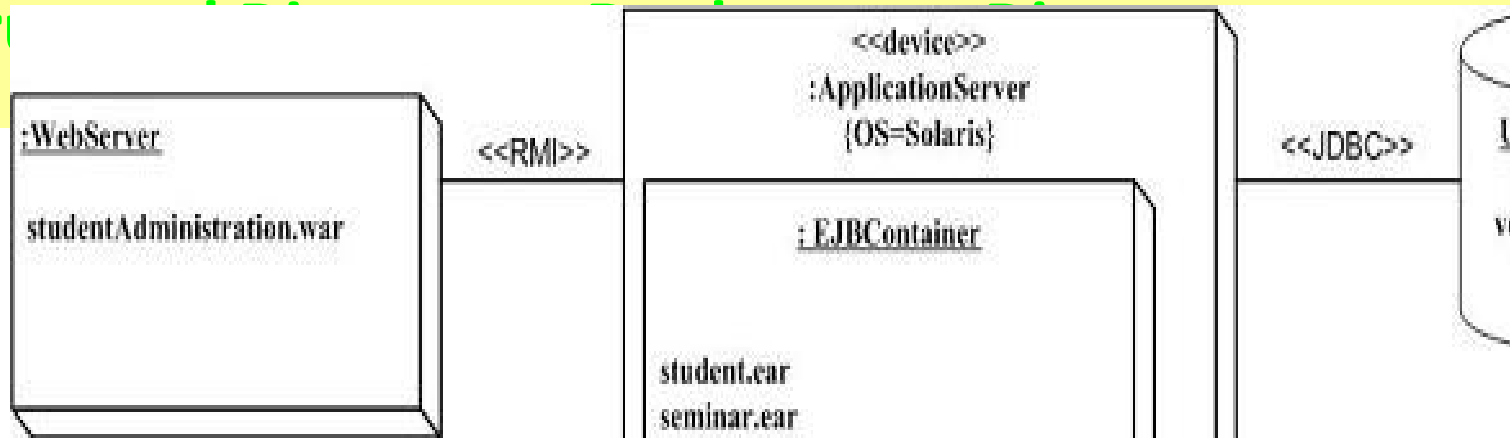 <<device>>
:ApplicationServer
{OS=Solaris}
:WebServer
<<RMI>>
<<JDBC>>
studentAdministration.war
: EJBContainer
student.ear
seminar.ear